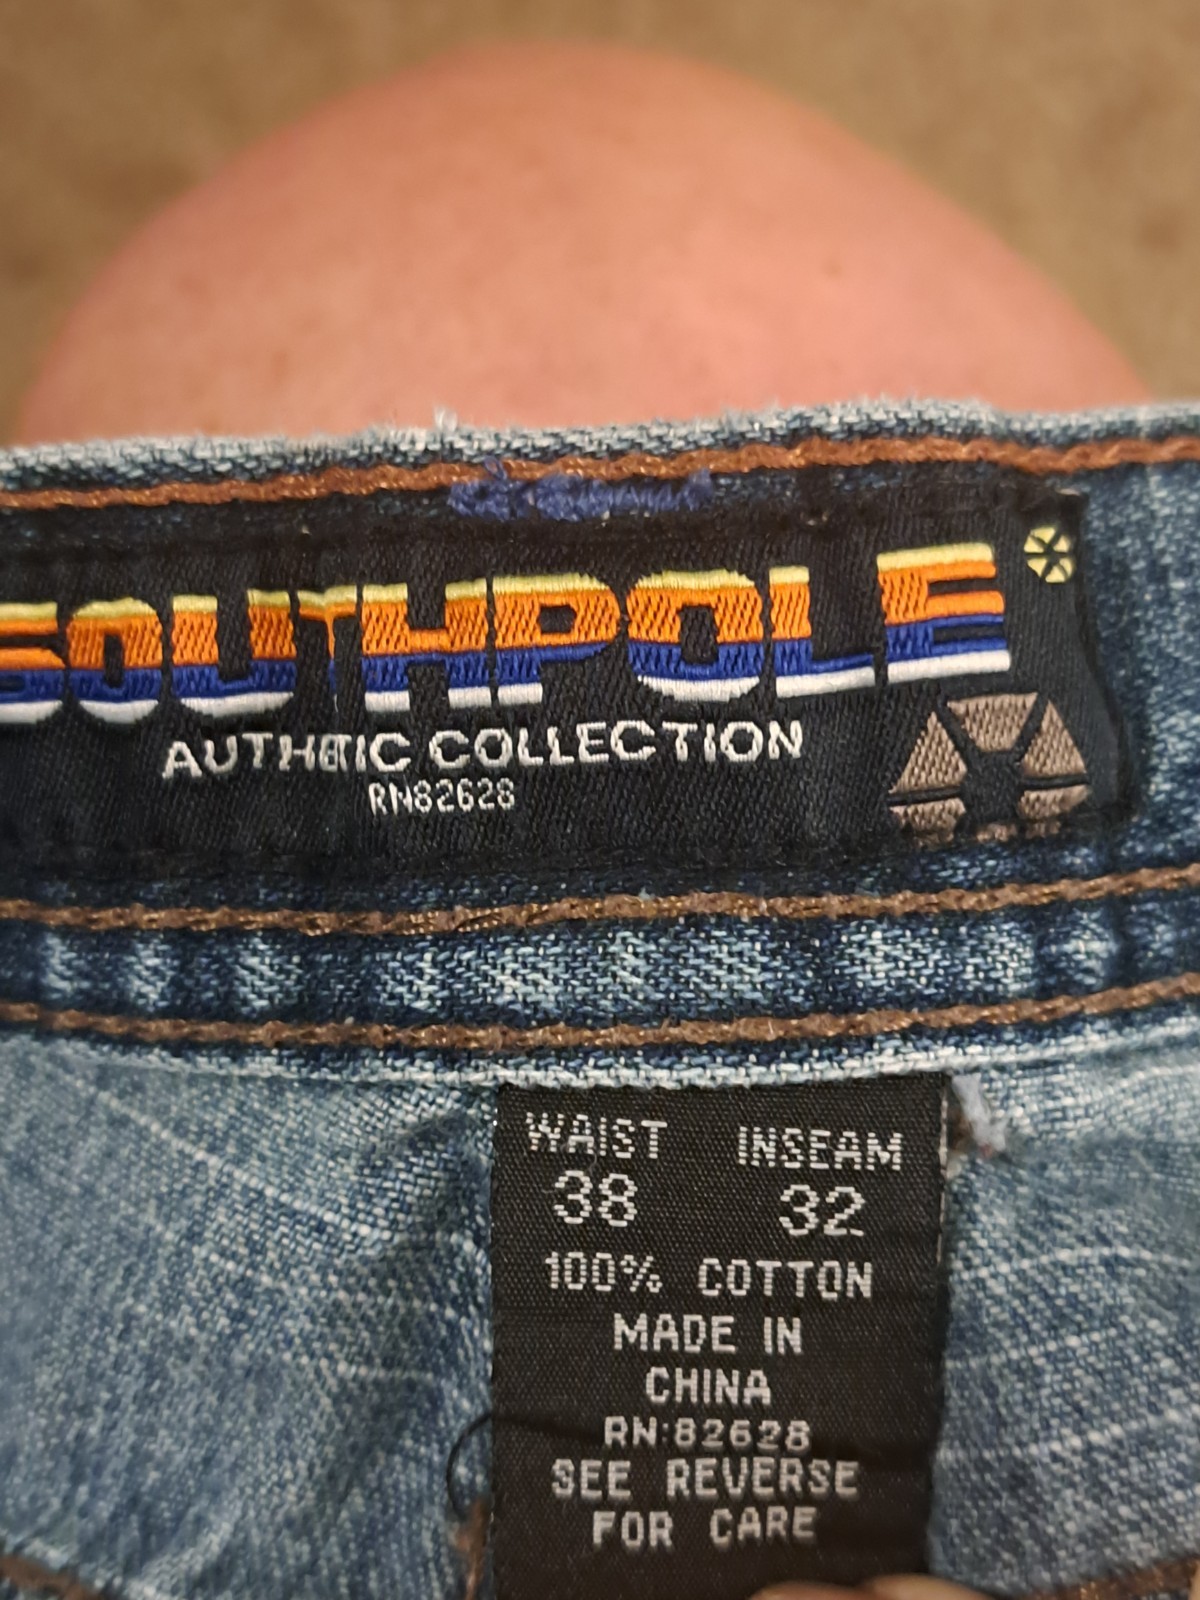 SOUTHPOLE
AUTHETIC COLLECTION
RN82628
WAIST INSEAM
38 32
100% COTTON
MADE IN
CHINA
RN:82628
SEE REVERSE
FOR CARE